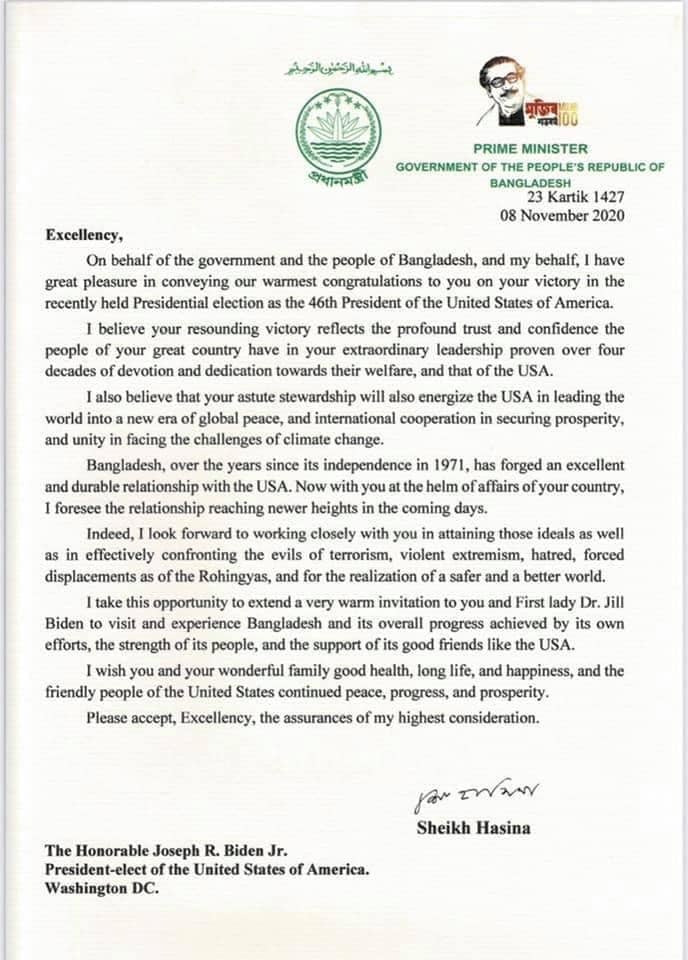 بسم الله الرحمن الرحيم
প্রধানমন্ত্রী
মুজিব
MUJIB
শতবর্ষ
100
PRIME MINISTER
GOVERNMENT OF THE PEOPLE'S REPUBLIC OF
BANGLADESH
23 Kartik 1427
08 November 2020
Excellency,
On behalf of the government and the people of Bangladesh, and my behalf, I have
great pleasure in conveying our warmest congratulations to you on your victory in the
recently held Presidential election as the 46th President of the United States of America.
I believe your resounding victory reflects the profound trust and confidence the
people of your great country have in your extraordinary leadership proven over four
decades of devotion and dedication towards their welfare, and that of the USA.
I also believe that your astute stewardship will also energize the USA in leading the
world into a new era of global peace, and international cooperation in securing prosperity,
and unity in facing the challenges of climate change.
Bangladesh, over the years since its independence in 1971, has forged an excellent
and durable relationship with the USA. Now with you at the helm of affairs of your country,
I foresee the relationship reaching newer heights in the coming days.
Indeed, I look forward to working closely with you in attaining those ideals as well
as in effectively confronting the evils of terrorism, violent extremism, hatred, forced
displacements as of the Rohingyas, and for the realization of a safer and a better world.
I take this opportunity to extend a very warm invitation to you and First lady Dr. Jill
Biden to visit and experience Bangladesh and its overall progress achieved by its own
efforts, the strength of its people, and the support of its good friends like the USA.
I wish you and your wonderful family good health, long life, and happiness, and the
friendly people of the United States continued peace, progress, and prosperity.
Please accept, Excellency, the assurances of my highest consideration.
Sheikh Hasina
The Honorable Joseph R. Biden Jr.
President-elect of the United States of America.
Washington DC.